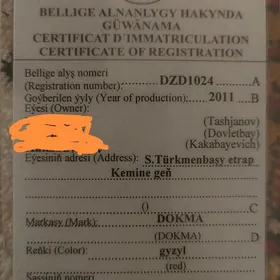 BELLIGE ALNANLYGY HAKYNDA
GÜWÄNAMA
CERTIFICAT D'IMMATRICULATION
CERTIFICATE OF REGISTRATION
Bellige alyş nomeri
(Registration number): DZD1024 A
Goýberilen ýyly (Year of production): 2011 B
Eýesi (Owner):
(Tashjanov)
(Dovletbay)
(Kakabayevich)
Eýesiniň adresi (Address): S.Türkmenbaşy etrap
Kemine geň
() C
Markasy (Mark): DOKMA
(DOKMA) D
Reňki (Color): gyzyl
(red)
Şassiniň nomeri